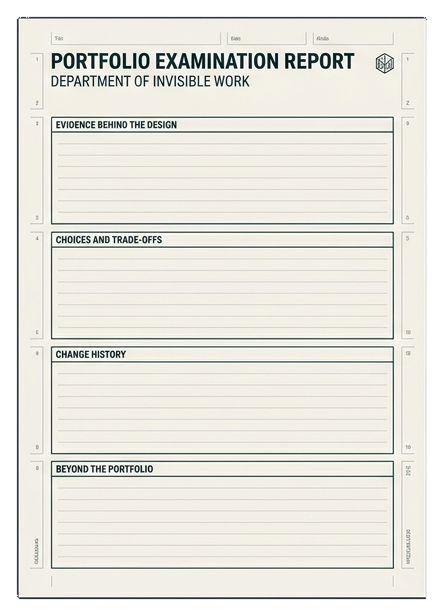 PORTFOLIO EXAMINATION REPORT
DEPARTMENT OF INVISIBLE WORK
EVIDENCE BEHIND THE DESIGN
CHOICES AND TRADE-OFFS
CHANGE HISTORY
BEYOND THE PORTFOLIO